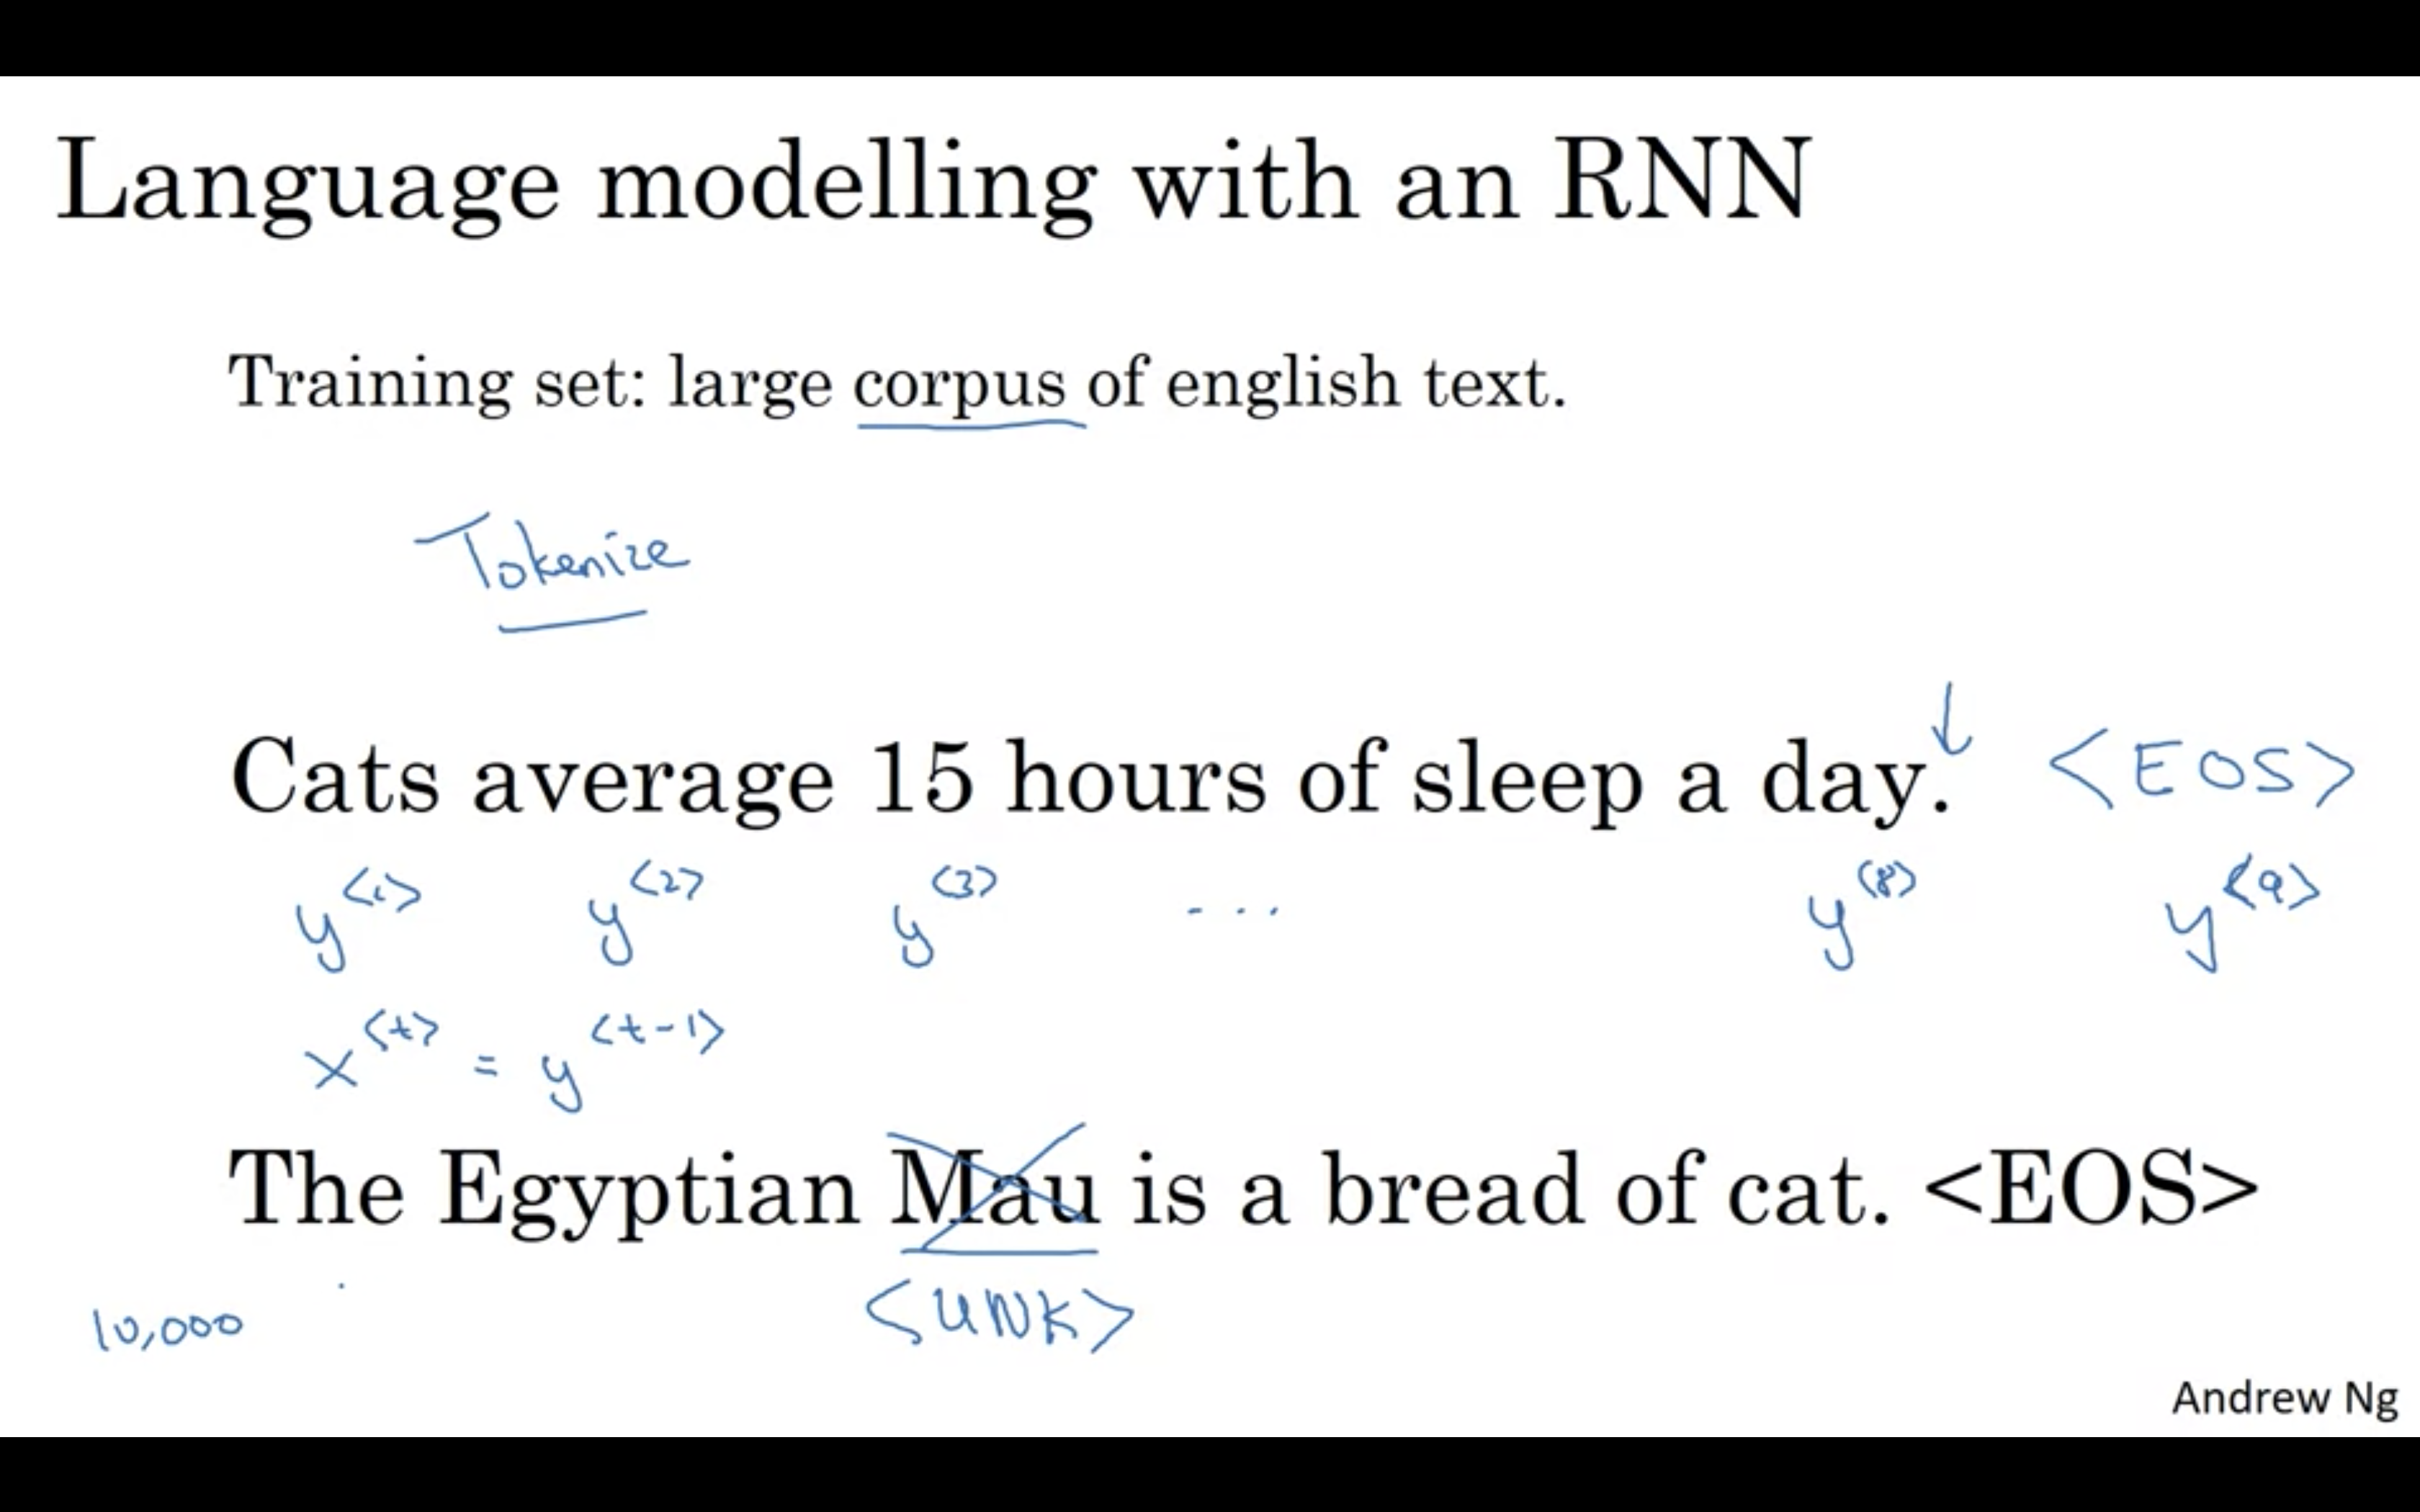 Language modelling with an RNN
Training set: large corpus of english text.
Tokenize
Cats average 15 hours of sleep a day. <EOS>
y<1> y<2> y<3> ... y<8> y<9>
x<t> = y<t-1>
The Egyptian Mau is a bread of cat. <EOS>
10,000 <UNK>
Andrew Ng